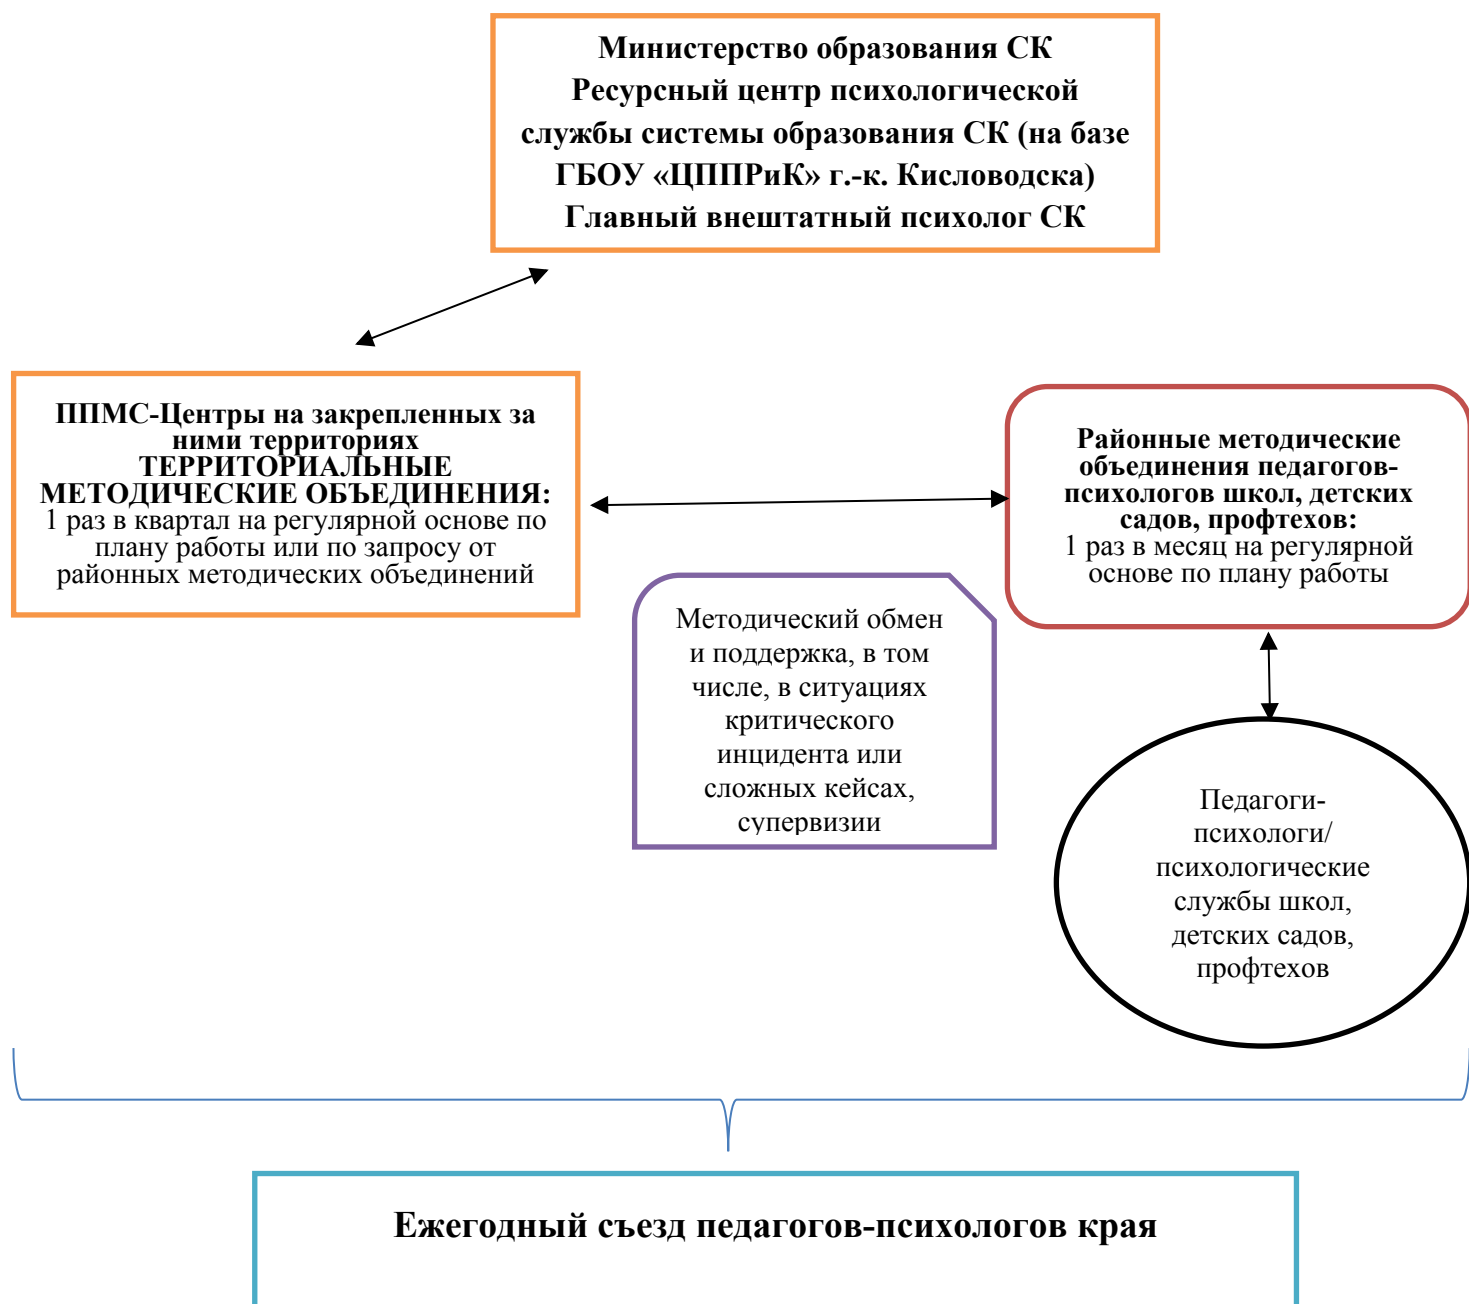 Министерство образования СК
Ресурсный центр психологической
службы системы образования СК (на базе
ГБОУ «ЦППРиК» г.-к. Кисловодска)
Главный внештатный психолог СК
ППМС-Центры на закрепленных за
ними территориях
ТЕРРИТОРИАЛЬНЫЕ
МЕТОДИЧЕСКИЕ ОБЪЕДИНЕНИЯ:
1 раз в квартал на регулярной основе по
плану работы или по запросу от
районных методических объединений
Районные методические
объединения педагогов-
психологов школ, детских
садов, профтехов:
1 раз в месяц на регулярной
основе по плану работы
Методический обмен
и поддержка, в том
числе, в ситуациях
критического
инцидента или
сложных кейсах,
супервизии
Педагоги-
психологи/
психологические
службы школ,
детских садов,
профтехов
Ежегодный съезд педагогов-психологов края